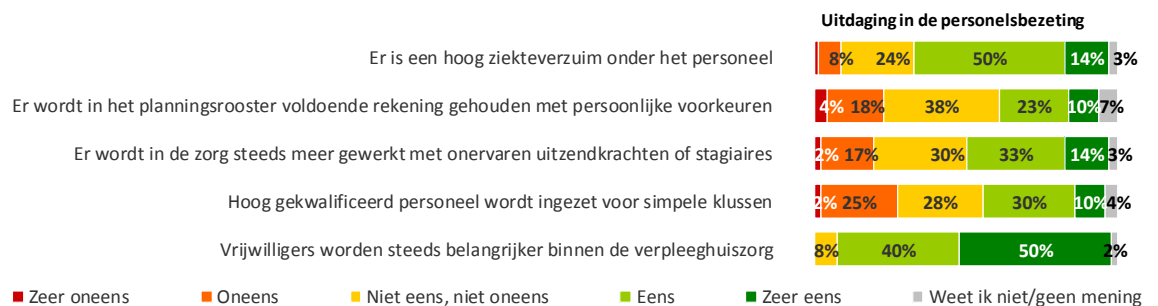 Uitdaging in de personelsbezeting
Er is een hoog ziekteverzuim onder het personeel 8% 24% 50% 14% 3%
Er wordt in het planningsrooster voldoende rekening gehouden met persoonlijke voorkeuren 4% 18% 38% 23% 10% 7%
Er wordt in de zorg steeds meer gewerkt met onervaren uitzendkrachten of stagiaires 2% 17% 30% 33% 14% 3%
Hoog gekwalificeerd personeel wordt ingezet voor simpele klussen 2% 25% 28% 30% 10% 4%
Vrijwilligers worden steeds belangrijker binnen de verpleeghuiszorg 8% 40% 50% 2%
Zeer oneens Oneens Niet eens, niet oneens Eens Zeer eens Weet ik niet/geen mening